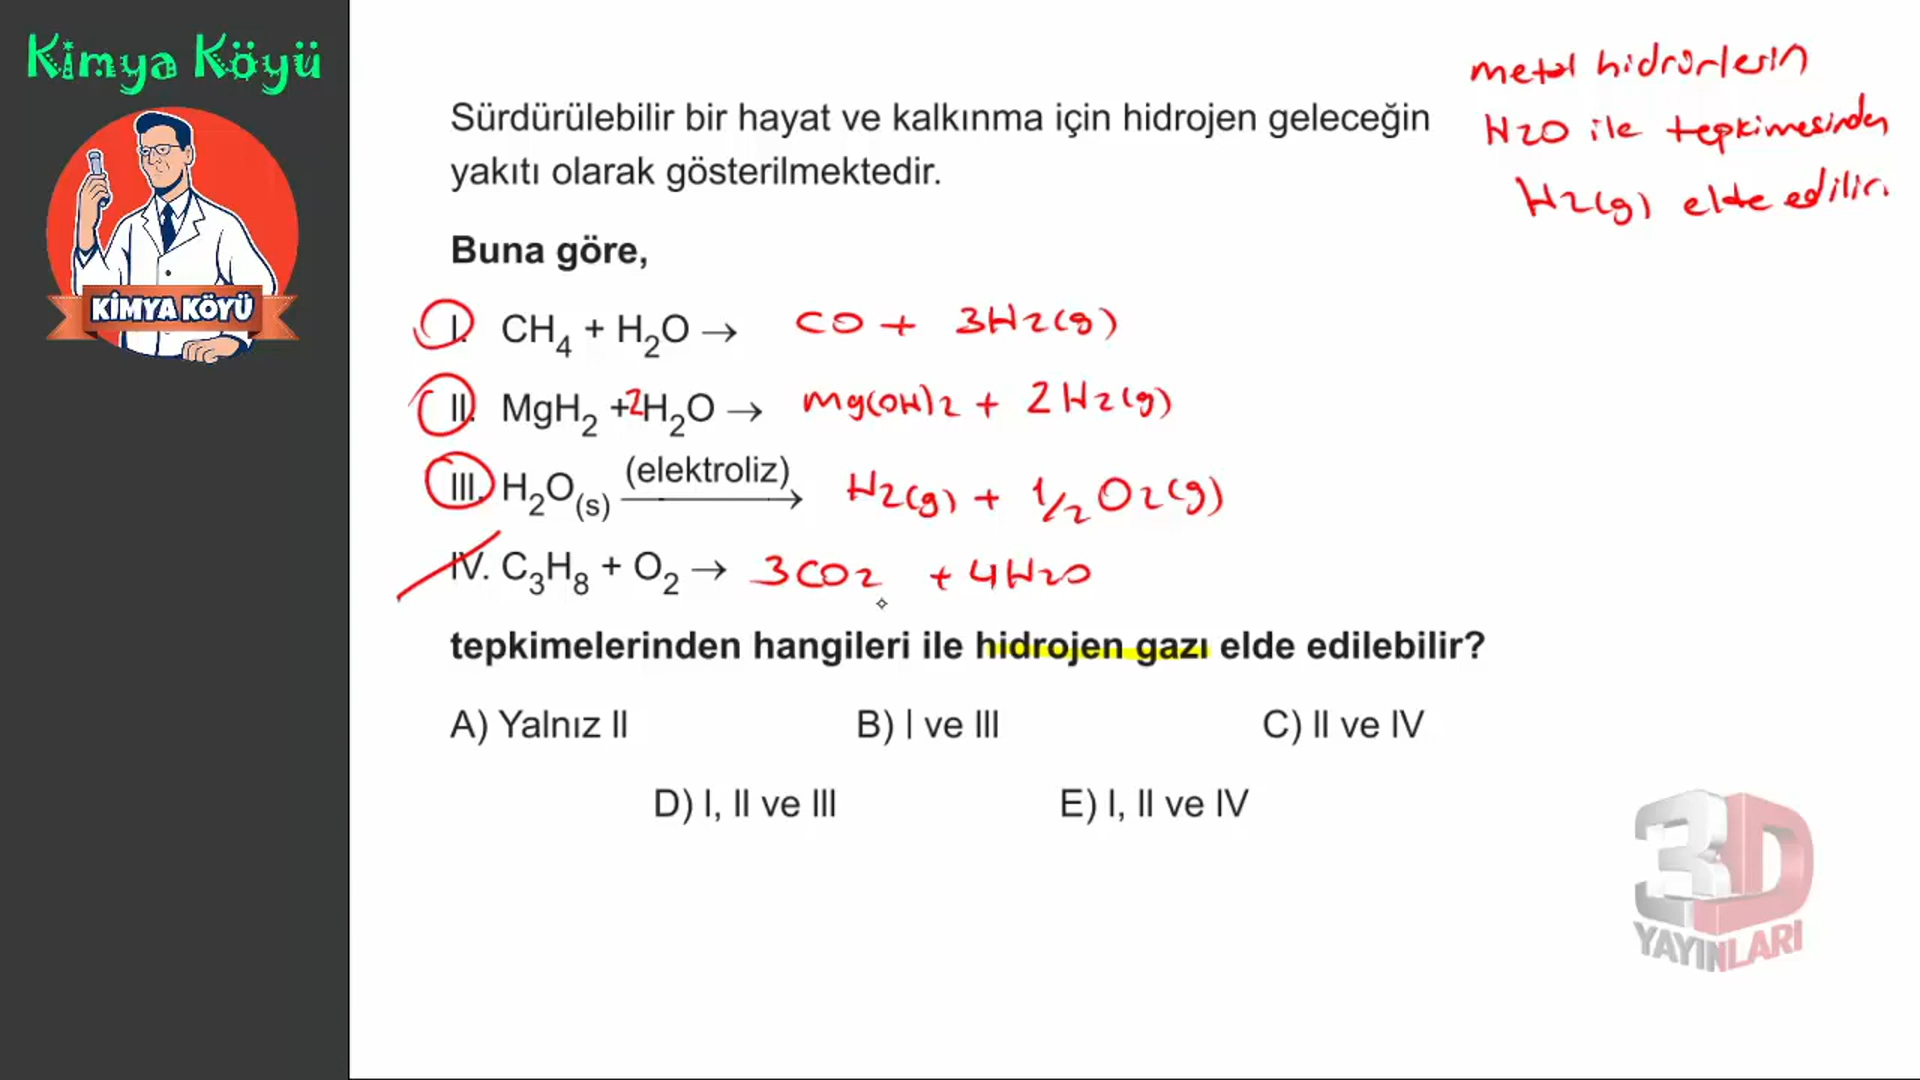 Kimya Köyü
KİMYA KÖYÜ
metal hidrürlerin
H2O ile tepkimesinden
H2(g) elde edilir.
Sürdürülebilir bir hayat ve kalkınma için hidrojen geleceğin
yakıtı olarak gösterilmektedir.
Buna göre,
I. CH₄ + H₂O → CO + 3H2(g)
II. MgH₂ +2H₂O → Mg(OH)2 + 2H2(g)
III. H₂O(s) (elektroliz) → H2(g) + 1/2 O2(g)
IV. C₃H₈ + O₂ → 3CO2 + 4H2O
tepkimelerinden hangileri ile hidrojen gazı elde edilebilir?
A) Yalnız II B) I ve III C) II ve IV
D) I, II ve III E) I, II ve IV
3D
YAYINLARI